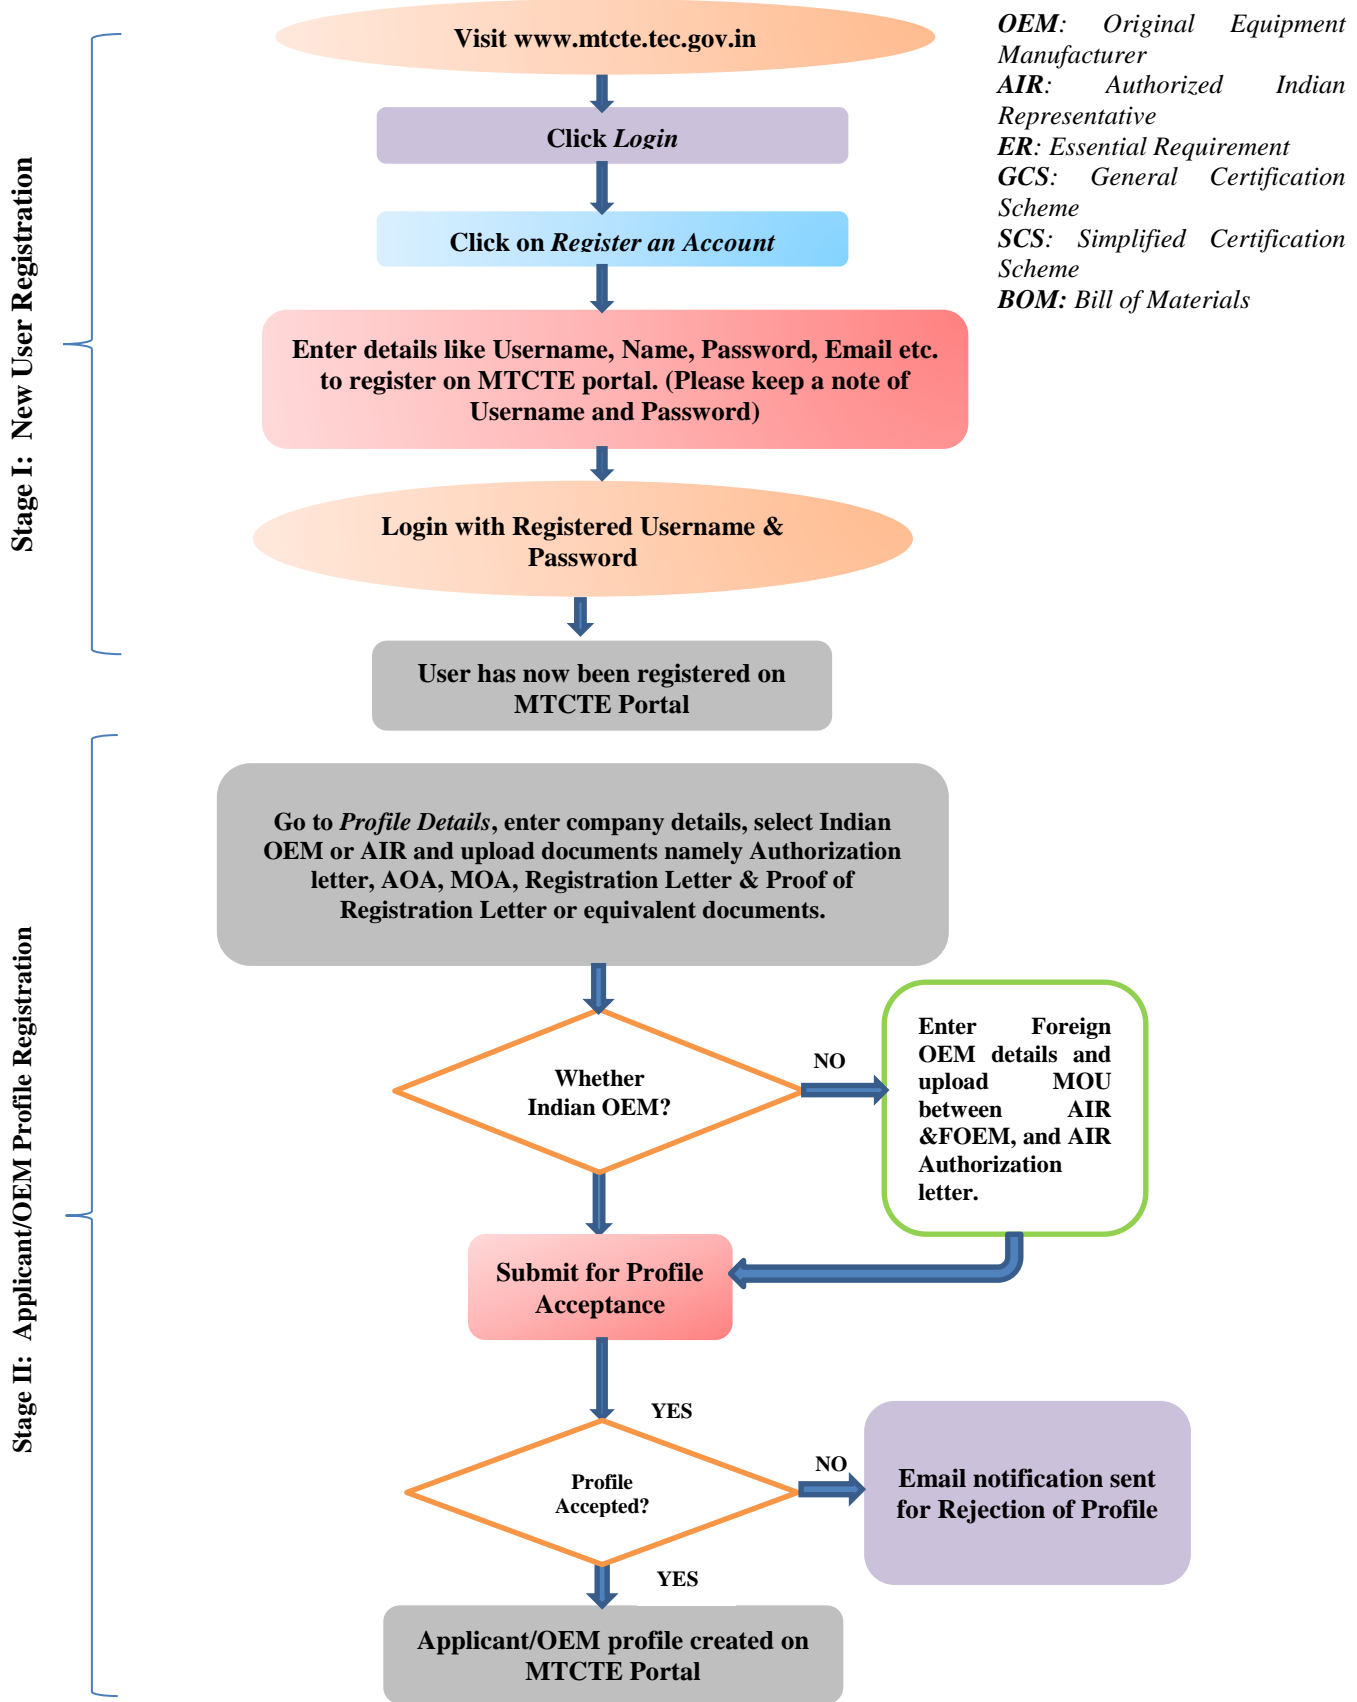 Visit www.mtcte.tec.gov.in
Click Login
Click on Register an Account
Enter details like Username, Name, Password, Email etc.
to register on MTCTE portal. (Please keep a note of
Username and Password)
Login with Registered Username &
Password
User has now been registered on
MTCTE Portal
Stage I:  New User Registration
OEM: Original Equipment
Manufacturer
AIR: Authorized Indian
Representative
ER: Essential Requirement
GCS: General Certification
Scheme
SCS: Simplified Certification
Scheme
BOM: Bill of Materials
Stage II:  Applicant/OEM Profile Registration
Go to Profile Details, enter company details, select Indian
OEM or AIR and upload documents namely Authorization
letter, AOA, MOA, Registration Letter & Proof of
Registration Letter or equivalent documents.
Whether
Indian OEM?
NO
Enter Foreign
OEM details and
upload MOU
between AIR
&FOEM, and AIR
Authorization
letter.
Submit for Profile
Acceptance
YES
Profile
Accepted?
NO
Email notification sent
for Rejection of Profile
YES
Applicant/OEM profile created on
MTCTE Portal